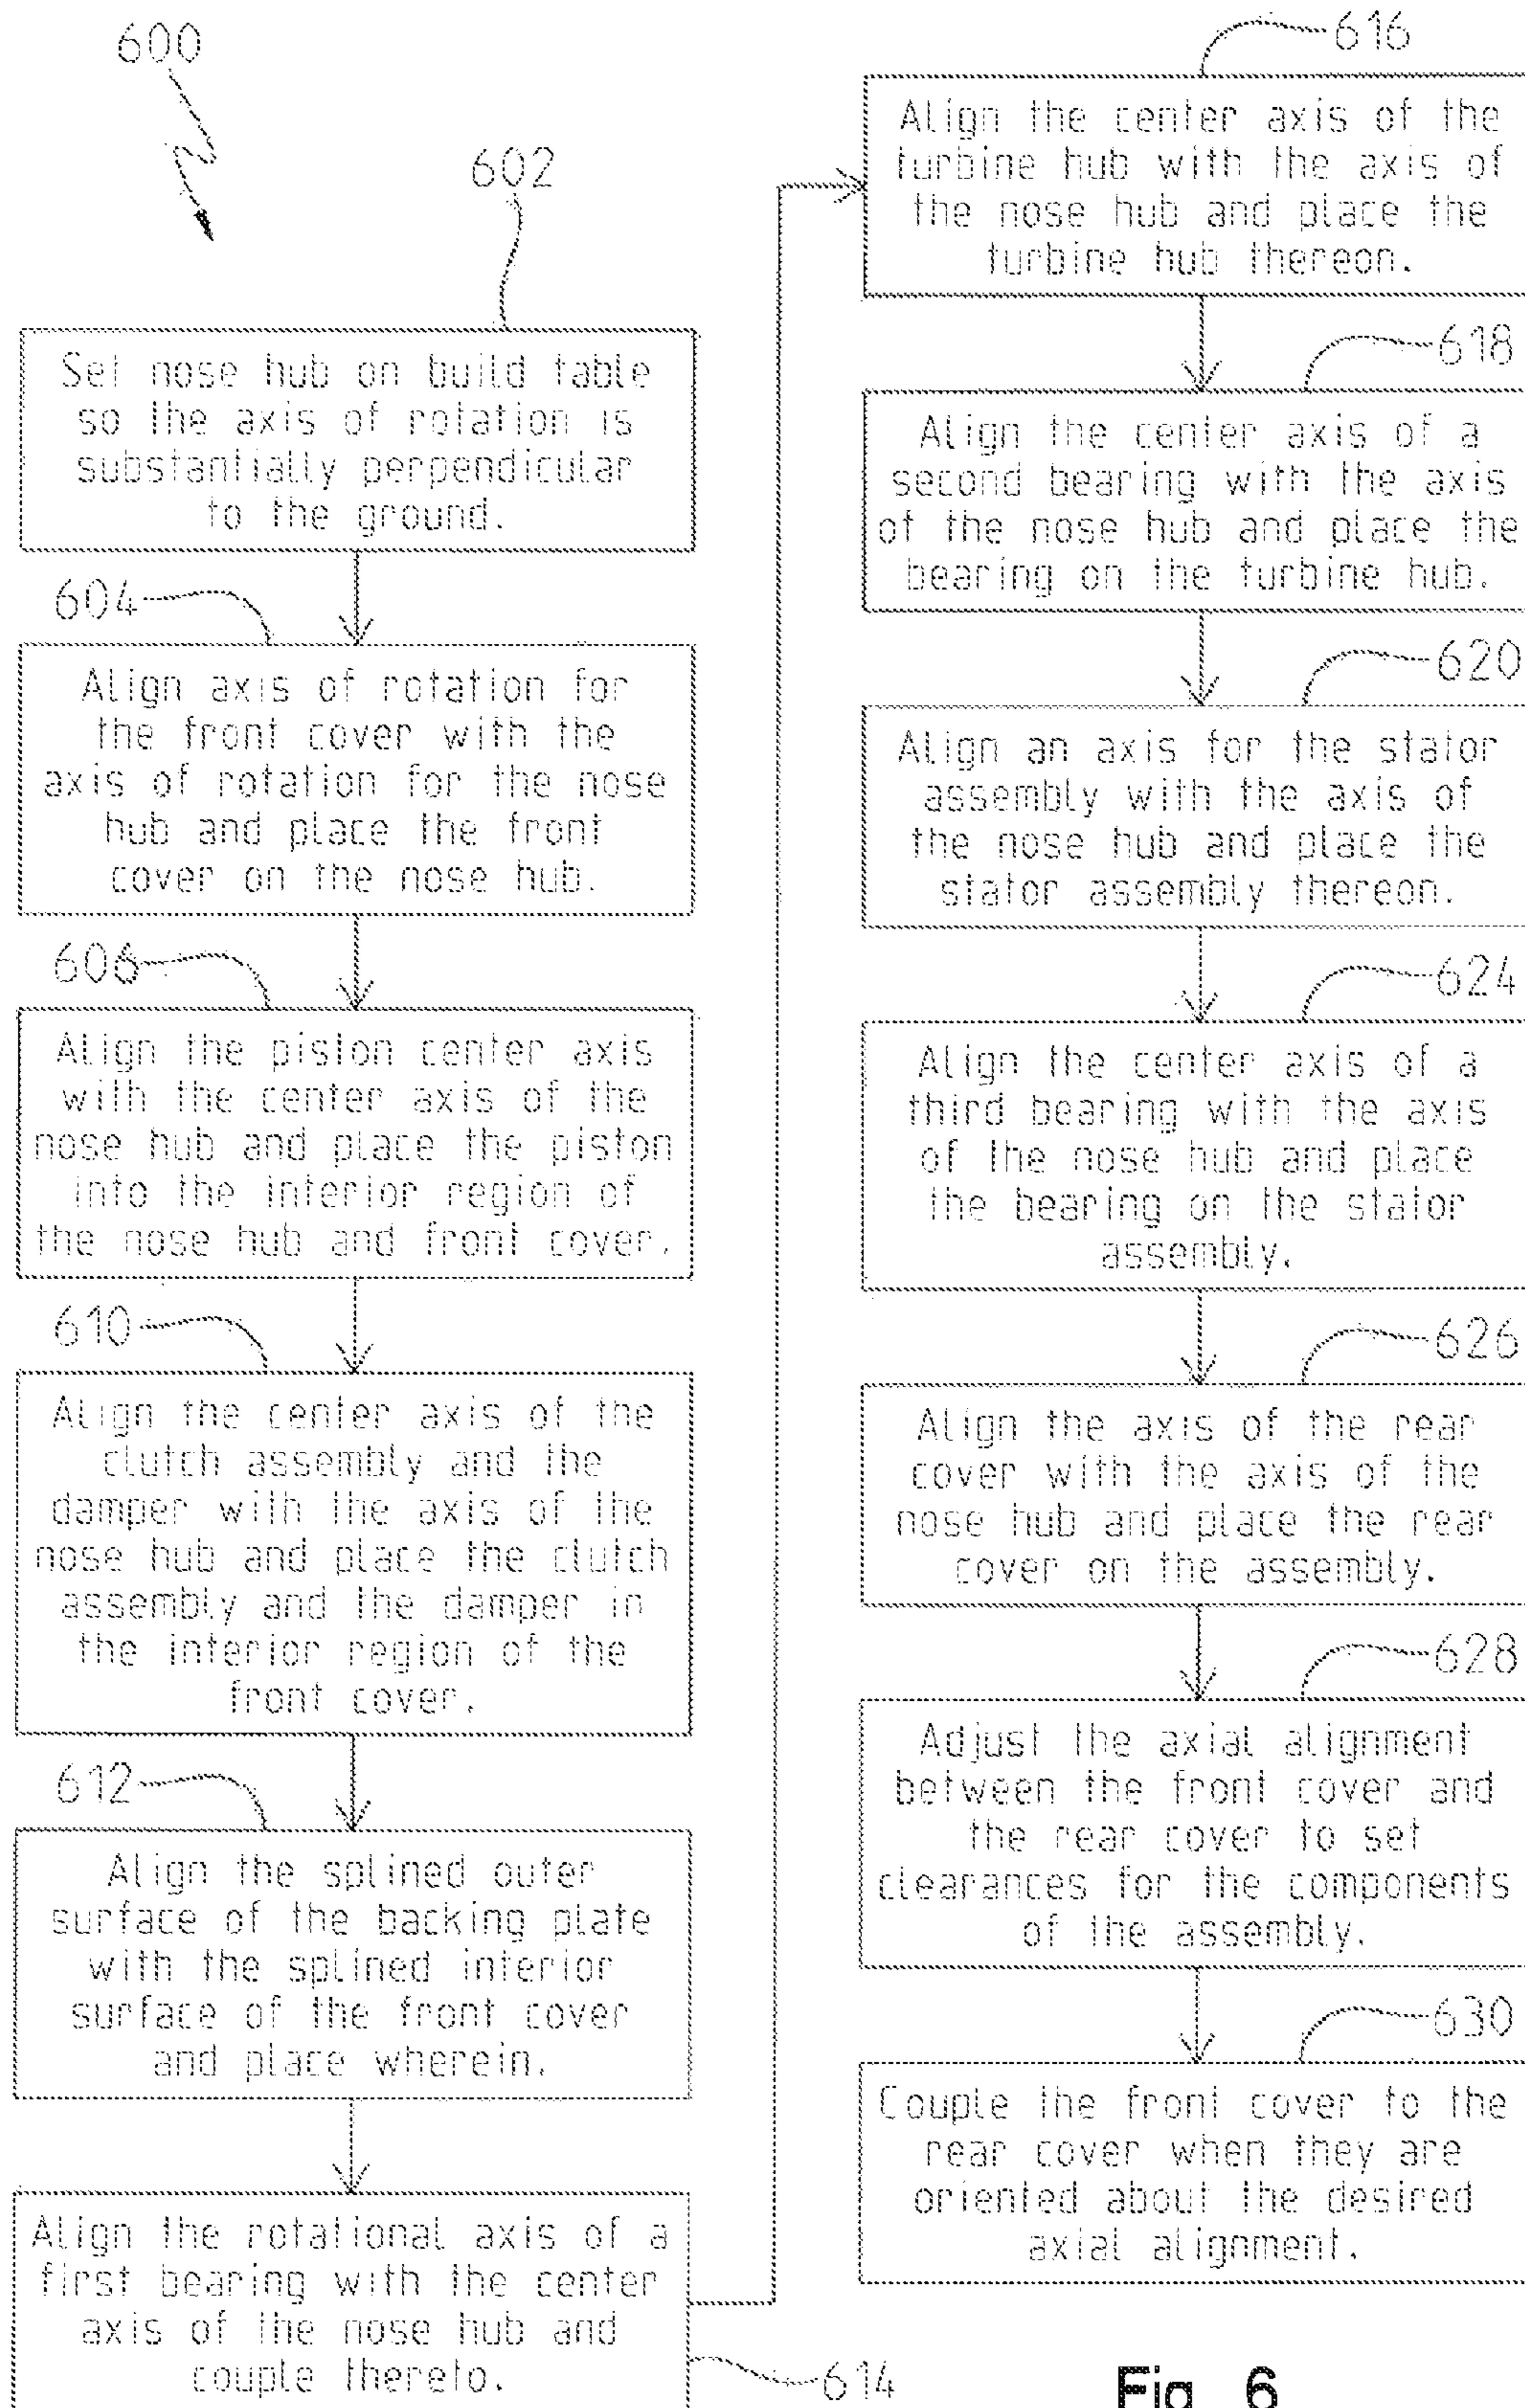 600
602
Set nose hub on build table
so the axis of rotation is
substantially perpendicular
to the ground.
604
Align axis of rotation for
the front cover with the
axis of rotation for the nose
hub and place the front
cover on the nose hub.
606
Align the piston center axis
with the center axis of the
nose hub and place the piston
into the interior region of
the nose hub and front cover.
610
Align the center axis of the
clutch assembly and the
damper with the axis of the
nose hub and place the clutch
assembly and the damper in
the interior region of the
front cover.
612
Align the splined outer
surface of the backing plate
with the splined interior
surface of the front cover
and place wherein.
Align the rotational axis of a
first bearing with the center
axis of the nose hub and
couple thereto.
614
616
Align the center axis of the
turbine hub with the axis of
the nose hub and place the
turbine hub thereon.
618
Align the center axis of a
second bearing with the axis
of the nose hub and place the
bearing on the turbine hub.
620
Align an axis for the stator
assembly with the axis of
the nose hub and place the
stator assembly thereon.
624
Align the center axis of a
third bearing with the axis
of the nose hub and place
the bearing on the stator
assembly.
626
Align the axis of the rear
cover with the axis of the
nose hub and place the rear
cover on the assembly.
628
Adjust the axial alignment
between the front cover and
the rear cover to set
clearances for the components
of the assembly.
630
Couple the front cover to the
rear cover when they are
oriented about the desired
axial alignment.
Fig. 6